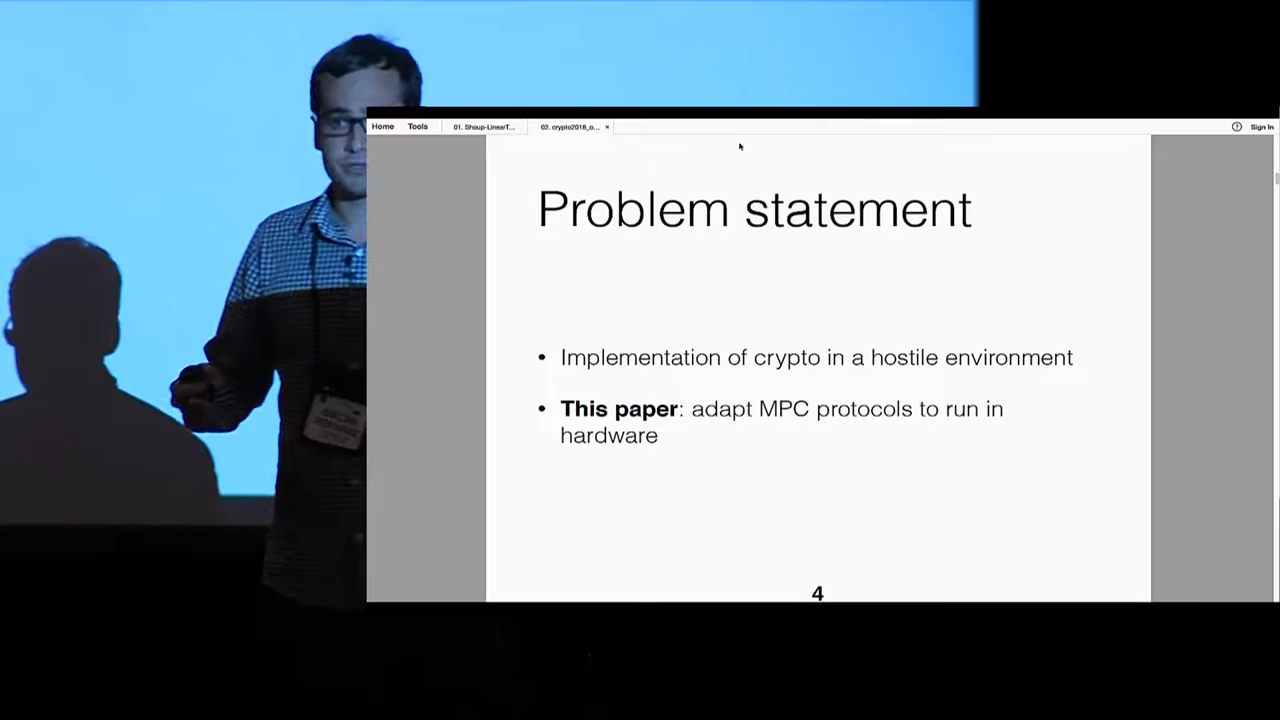 Home Tools 01. Shoup-LinearT... 02. crypto2018_o... × Sign In
Problem statement
• Implementation of crypto in a hostile environment
• This paper: adapt MPC protocols to run in
hardware
4